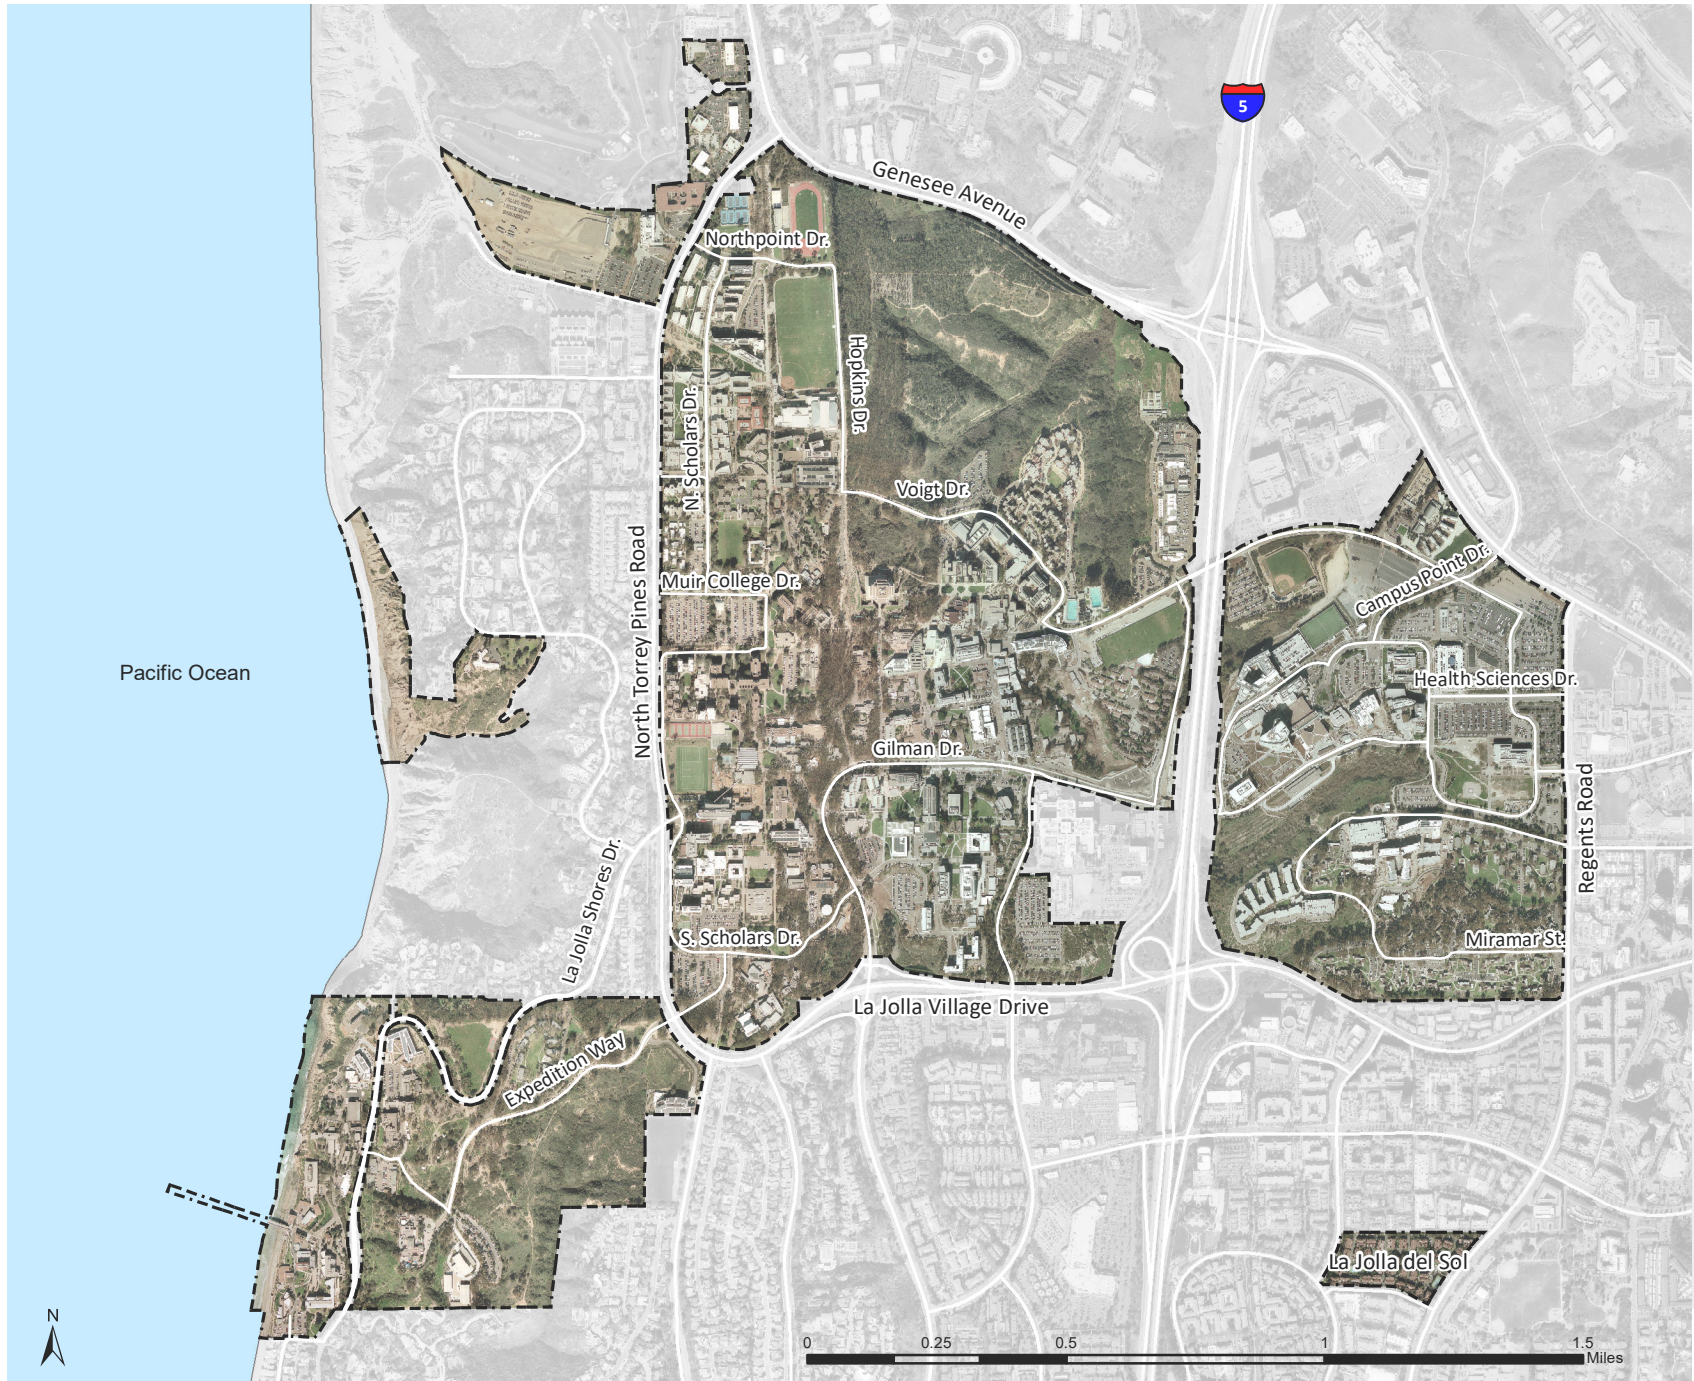 5
Genesee Avenue
Northpoint Dr.
Hopkins Dr.
N. Scholars Dr.
Voigt Dr.
North Torrey Pines Road
Muir College Dr.
Campus Point Dr.
Pacific Ocean
Health Sciences Dr.
Gilman Dr.
Regents Road
La Jolla Shores Dr.
S. Scholars Dr.
Miramar St.
La Jolla Village Drive
Expedition Way
La Jolla del Sol
N
0 0.25 0.5 1 1.5
Miles